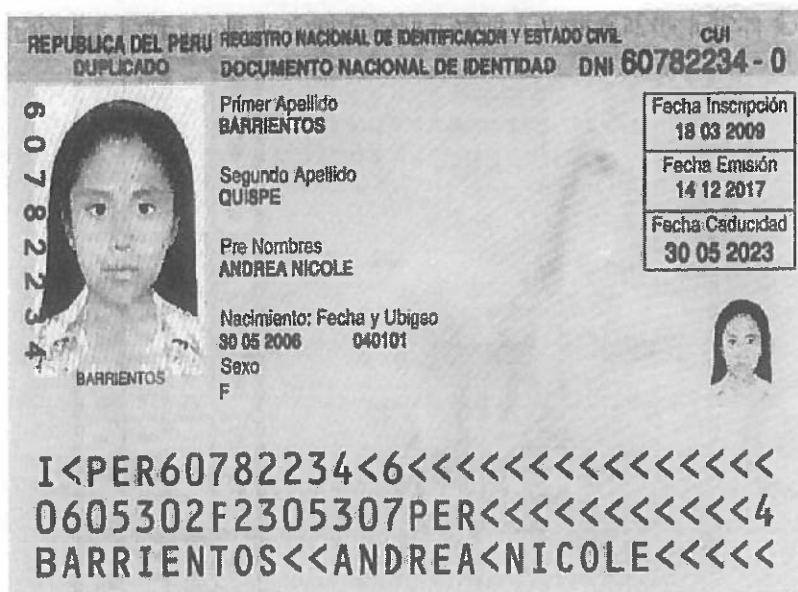 REPUBLICA DEL PERU REGISTRO NACIONAL DE IDENTIFICACION Y ESTADO CIVIL CUI
DUPLICADO DOCUMENTO NACIONAL DE IDENTIDAD DNI 60782234 - 0
60782234
Primer Apellido
BARRIENTOS
Segundo Apellido
QUISPE
Pre Nombres
ANDREA NICOLE
Nacimiento: Fecha y Ubigeo
30 05 2006 040101
Sexo
F
Fecha Inscripción
18 03 2009
Fecha Emisión
14 12 2017
Fecha Caducidad
30 05 2023
BARRIENTOS
I<PER60782234<6<<<<<<<<<<<<<<<
0605302F2305307PER<<<<<<<<<<<4
BARRIENTOS<<ANDREA<NICOLE<<<<<